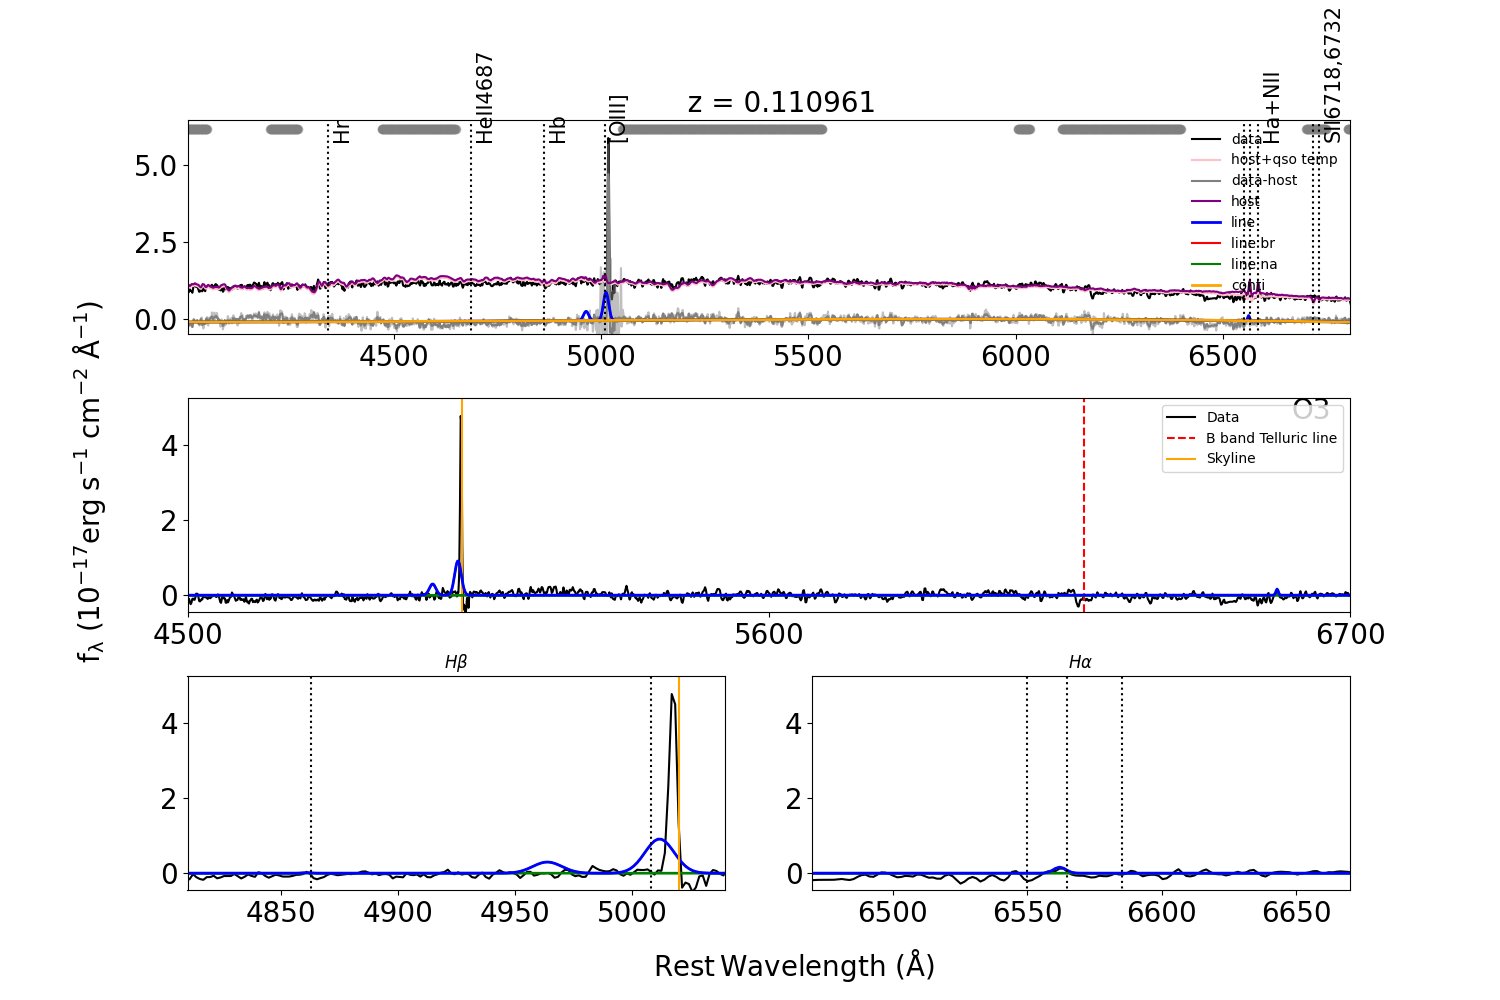 z = 0.110961
Hr
HeII4687
Hb
[OIII]
Ha+NII
SII6718,6732
data
host+qso temp
data-host
host
line
line br
line na
conti
5.0
2.5
0.0
4500 5000 5500 6000 6500
O3
Data
B band Telluric line
Skyline
4
2
0
4500 5600 6700
fλ (10⁻¹⁷erg s⁻¹ cm⁻² Å⁻¹)
Hβ
4
2
0
4850 4900 4950 5000
Hα
4
2
0
6500 6550 6600 6650
Rest Wavelength (Å)